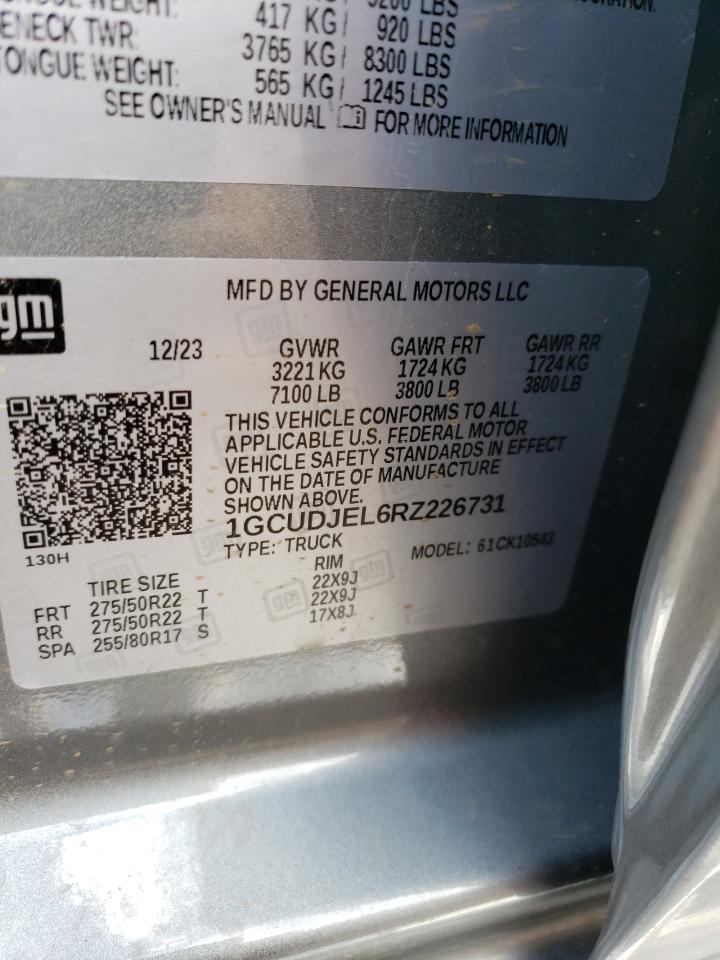 WEIGHT: LBS
417 KG/ 920 LBS
ENECK TWR: 3765 KG/ 8300 LBS
TONGUE WEIGHT: 565 KG/ 1245 LBS
SEE OWNER'S MANUAL FOR MORE INFORMATION
gm
MFD BY GENERAL MOTORS LLC
12/23 GVWR GAWR FRT GAWR RR
3221 KG 1724 KG 1724 KG
7100 LB 3800 LB 3800 LB
THIS VEHICLE CONFORMS TO ALL
APPLICABLE U.S. FEDERAL MOTOR
VEHICLE SAFETY STANDARDS IN EFFECT
ON THE DATE OF MANUFACTURE
SHOWN ABOVE.
1GCUDJEL6RZ226731
130H
TYPE: TRUCK MODEL: 61CK10543
TIRE SIZE RIM
FRT 275/50R22 T 22X9J
RR 275/50R22 T 22X9J
SPA 255/80R17 S 17X8J